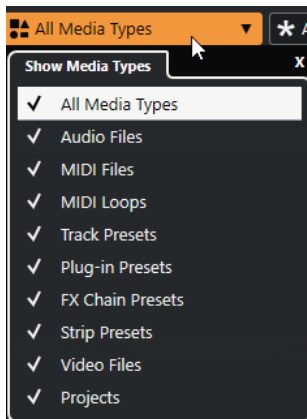 All Media Types
A
Show Media Types
X
All Media Types
Audio Files
MIDI Files
MIDI Loops
Track Presets
Plug-in Presets
FX Chain Presets
Strip Presets
Video Files
Projects